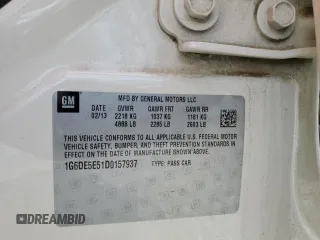 GM
MFD BY GENERAL MOTORS LLC
DATE GVWR GAWR FRT GAWR RR
02/13 2218 KG 1037 KG 1181 KG
4888 LB 2285 LB 2603 LB
THIS VEHICLE CONFORMS TO ALL APPLICABLE U.S. FEDERAL MOTOR
VEHICLE SAFETY, BUMPER, AND THEFT PREVENTION STANDARDS IN
EFFECT ON THE DATE OF MANUFACTURE SHOWN ABOVE.
1G6DE5E51D0157937 TYPE: PASS CAR
DREAMBID